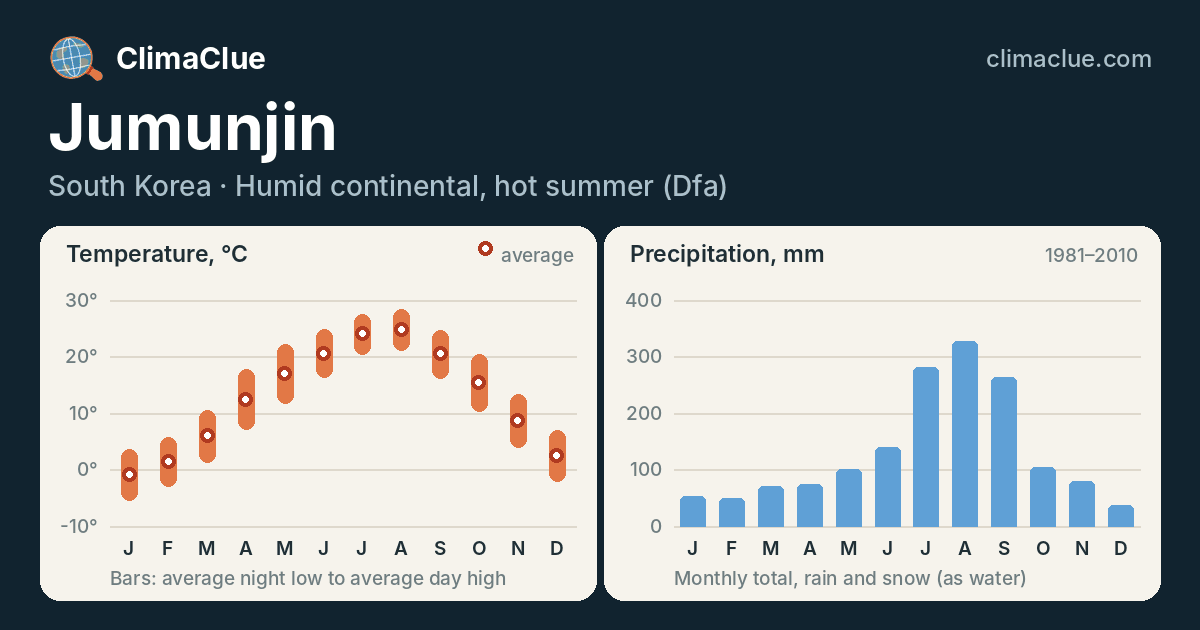 ClimaClue
climaclue.com
Jumunjin
South Korea · Humid continental, hot summer (Dfa)
Temperature, °C
average
30°
20°
10°
0°
-10°
J F M A M J J A S O N D
Bars: average night low to average day high
Precipitation, mm
1981–2010
400
300
200
100
0
J F M A M J J A S O N D
Monthly total, rain and snow (as water)